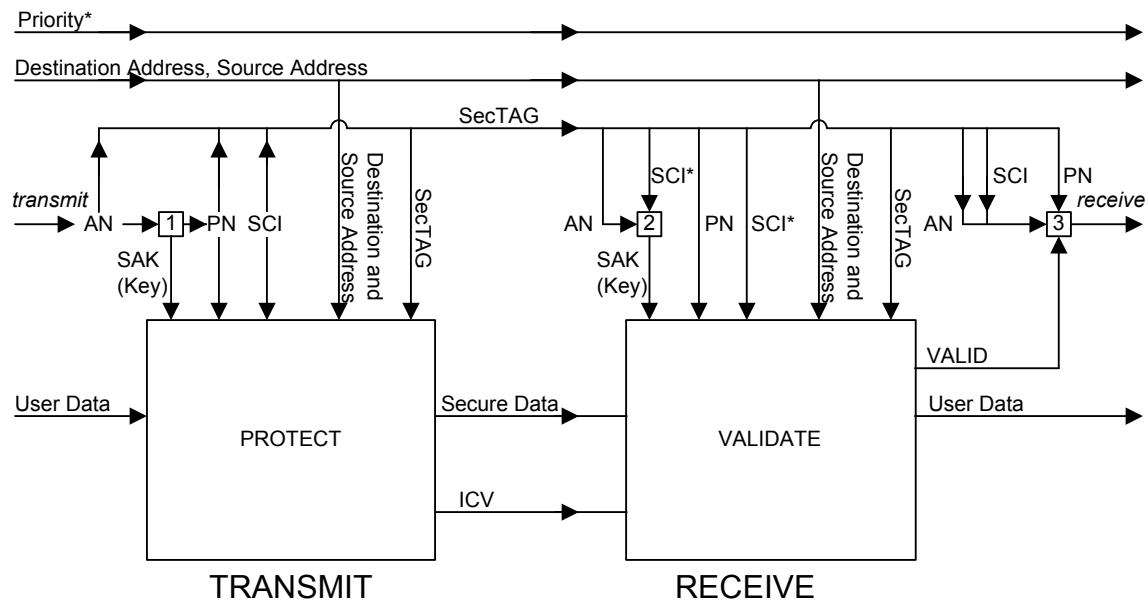 Priority*
Destination Address, Source Address
SecTAG
transmit
AN
1
PN
SCI
SAK
(Key)
Destination and
Source Address
SecTAG
AN
SCI*
2
SAK
(Key)
PN
SCI*
Destination and
Source Address
SecTAG
AN
SCI
PN
3
receive
User Data
PROTECT
Secure Data
ICV
VALIDATE
VALID
User Data
TRANSMIT
RECEIVE